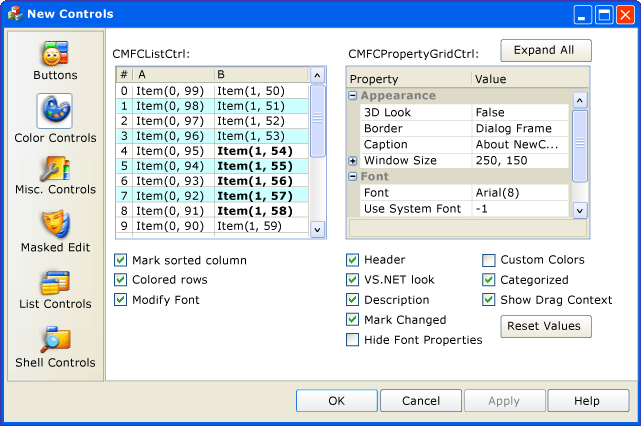 New Controls
Buttons
Color Controls
Misc. Controls
Masked Edit
List Controls
Shell Controls
CMFCListCtrl:
# A B
0 Item(0, 99) Item(1, 50)
1 Item(0, 98) Item(1, 51)
2 Item(0, 97) Item(1, 52)
3 Item(0, 96) Item(1, 53)
4 Item(0, 95) Item(1, 54)
5 Item(0, 94) Item(1, 55)
6 Item(0, 93) Item(1, 56)
7 Item(0, 92) Item(1, 57)
8 Item(0, 91) Item(1, 58)
9 Item(0, 90) Item(1, 59)
Mark sorted column
Colored rows
Modify Font
CMFCPropertyGridCtrl:
Expand All
Property Value
Appearance
3D Look False
Border Dialog Frame
Caption About NewC...
Window Size 250, 150
Font
Font Arial(8)
Use System Font -1
Header
VS.NET look
Description
Mark Changed
Hide Font Properties
Custom Colors
Categorized
Show Drag Context
Reset Values
OK
Cancel
Apply
Help